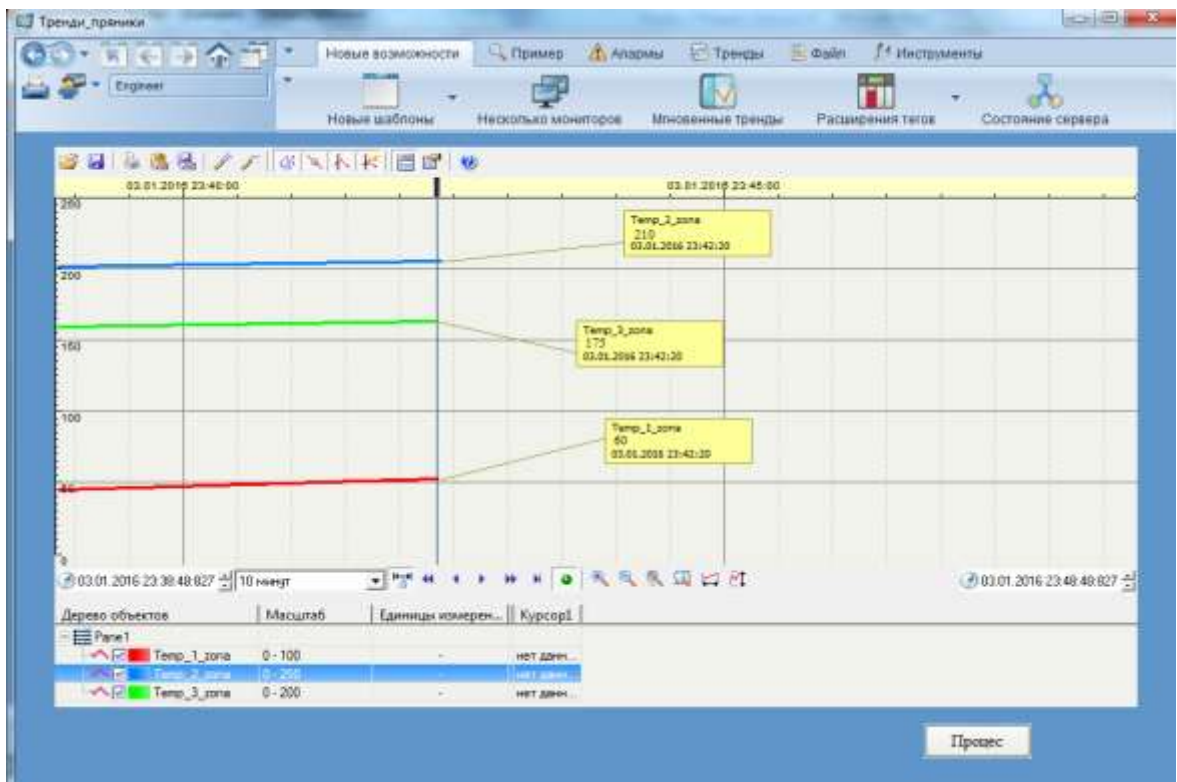 Тренди_пряники
Новые возможности Пример Алармы Тренды Файл Инструменты
Engineer
Новые шаблоны Несколько мониторов Мгновенные тренды Расширения тегов Состояние сервера
03.01.2016 23:40:00 03.01.2016 23:45:00
250
Temp_2_zona
210
03.01.2016 23:42:20
200
Temp_3_zona
175
03.01.2016 23:42:20
150
100
Temp_1_zona
60
03.01.2016 23:42:20
50
0
03.01.2016 23:38:48:827 10 минут 03.01.2016 23:48:48:827
Дерево объектов Масштаб Единицы измерен... Курсор1
Pane1
Temp_1_zona 0 - 100 - нет данн...
Temp_2_zona 0 - 250 - нет данн...
Temp_3_zona 0 - 200 - нет данн...
Процес